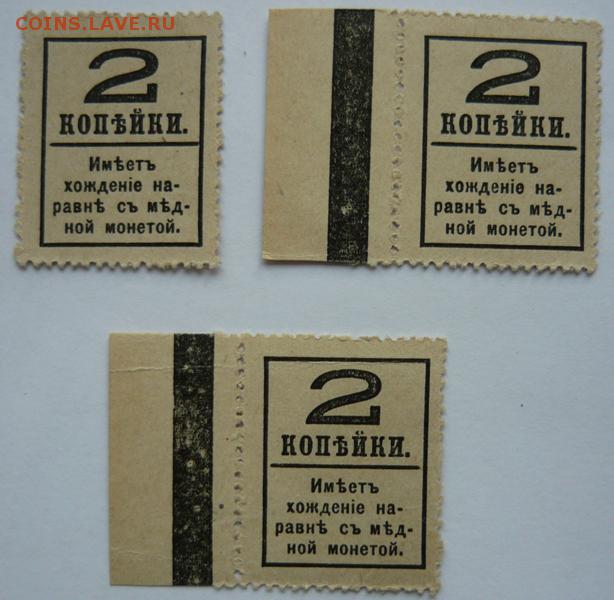 COINS.LAVE.RU
2
КОПѢЙКИ.
Имѣетъ
хожденіе на-
равнѣ съ мѣд-
ной монетой.
2
КОПѢЙКИ.
Имѣетъ
хожденіе на-
равнѣ съ мѣд-
ной монетой.
2
КОПѢЙКИ.
Имѣетъ
хожденіе на-
равнѣ съ мѣд-
ной монетой.